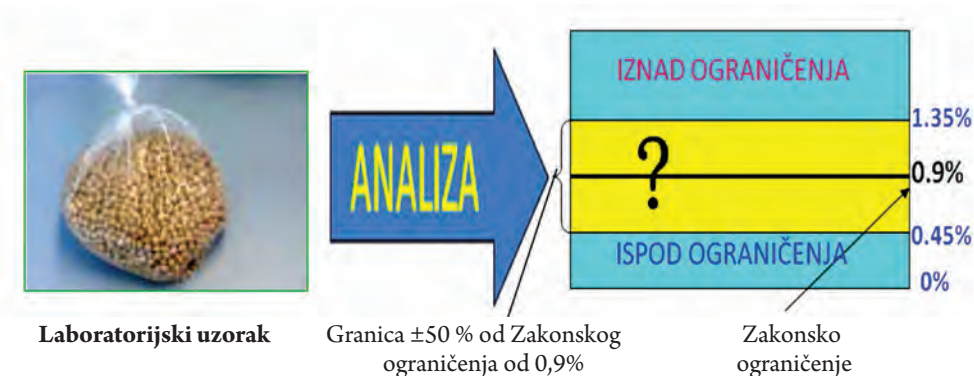 IZNAD OGRANIČENJA
1.35%
ANALIZA
?
0.9%
0.45%
ISPOD OGRANIČENJA
0%
Laboratorijski uzorak
Granica ±50 % od Zakonskog
ograničenja od 0,9%
Zakonsko
ograničenje